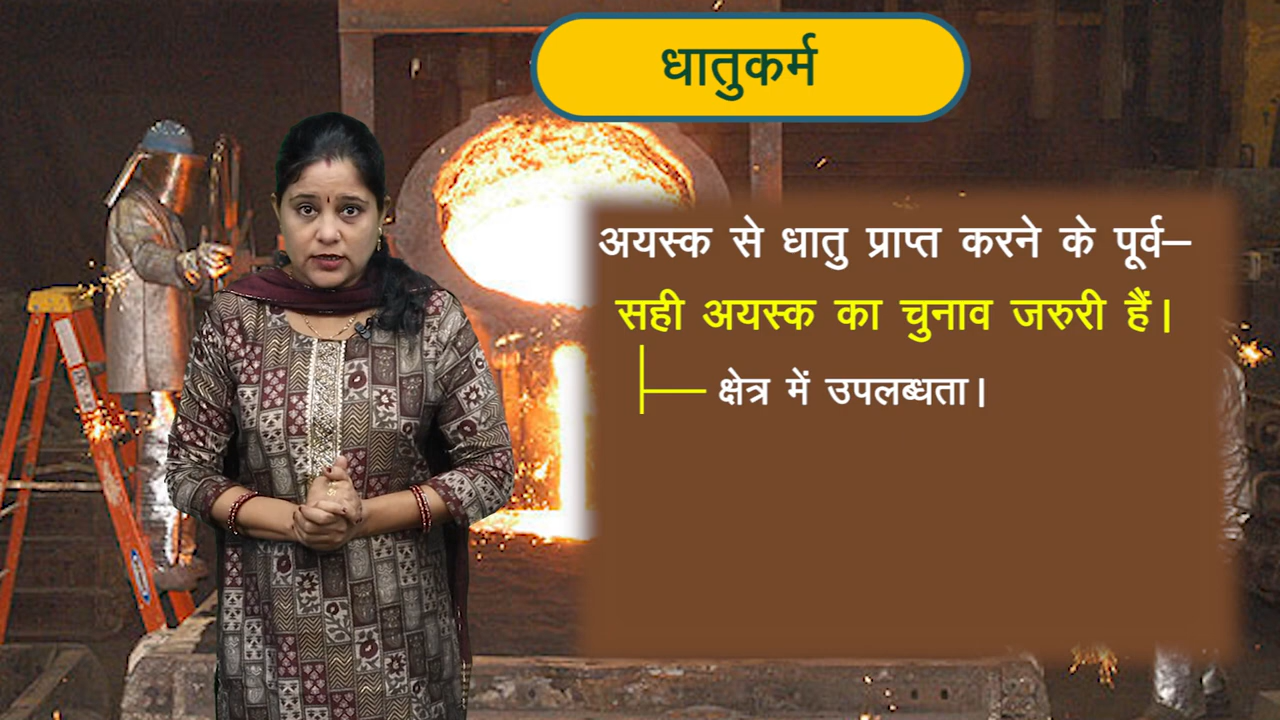 धातुकर्म
अयस्क से धातु प्राप्त करने के पूर्व–
सही अयस्क का चुनाव जरुरी हैं।
क्षेत्र में उपलब्धता।